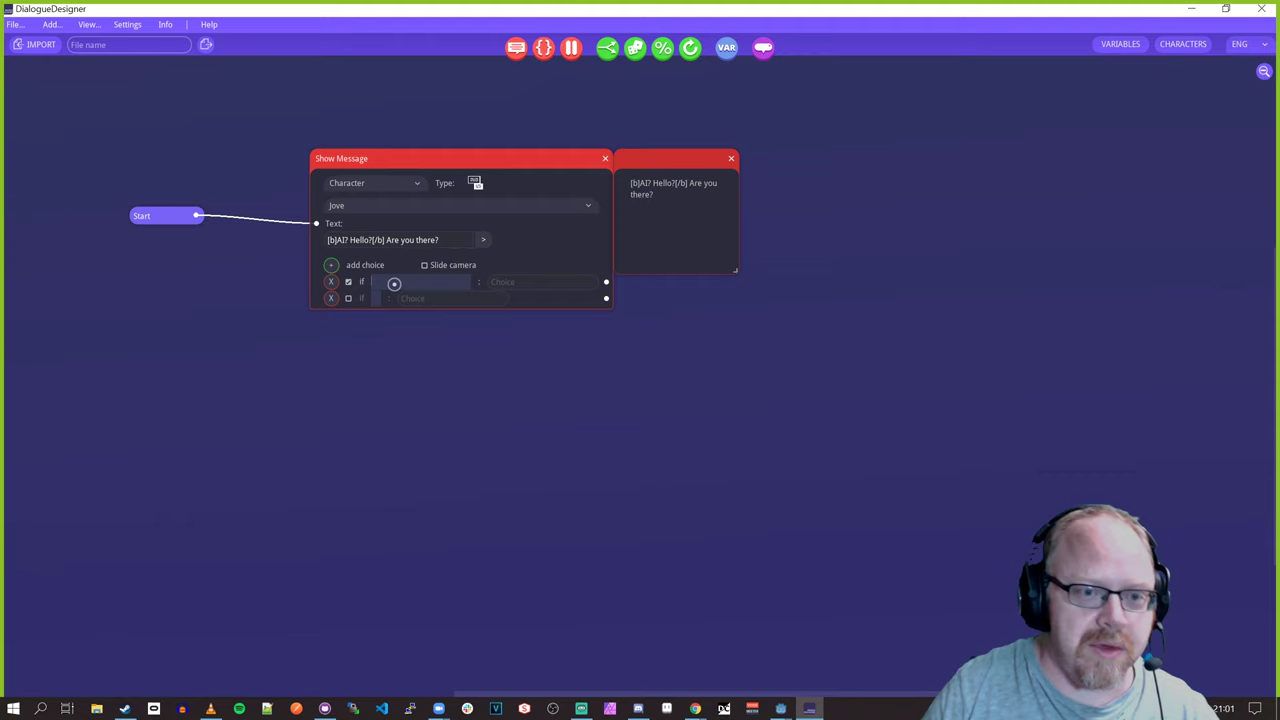 DialogueDesigner
File... Add... View... Settings Info Help
IMPORT File name VAR VARIABLES CHARACTERS ENG
Show Message
Character Type: [b]AI? Hello?[/b] Are you
there?
Jove
Start
Text:
[b]AI? Hello?[/b] Are you there? >
+ add choice Slide camera
X if : Choice
X if : Choice
21:01